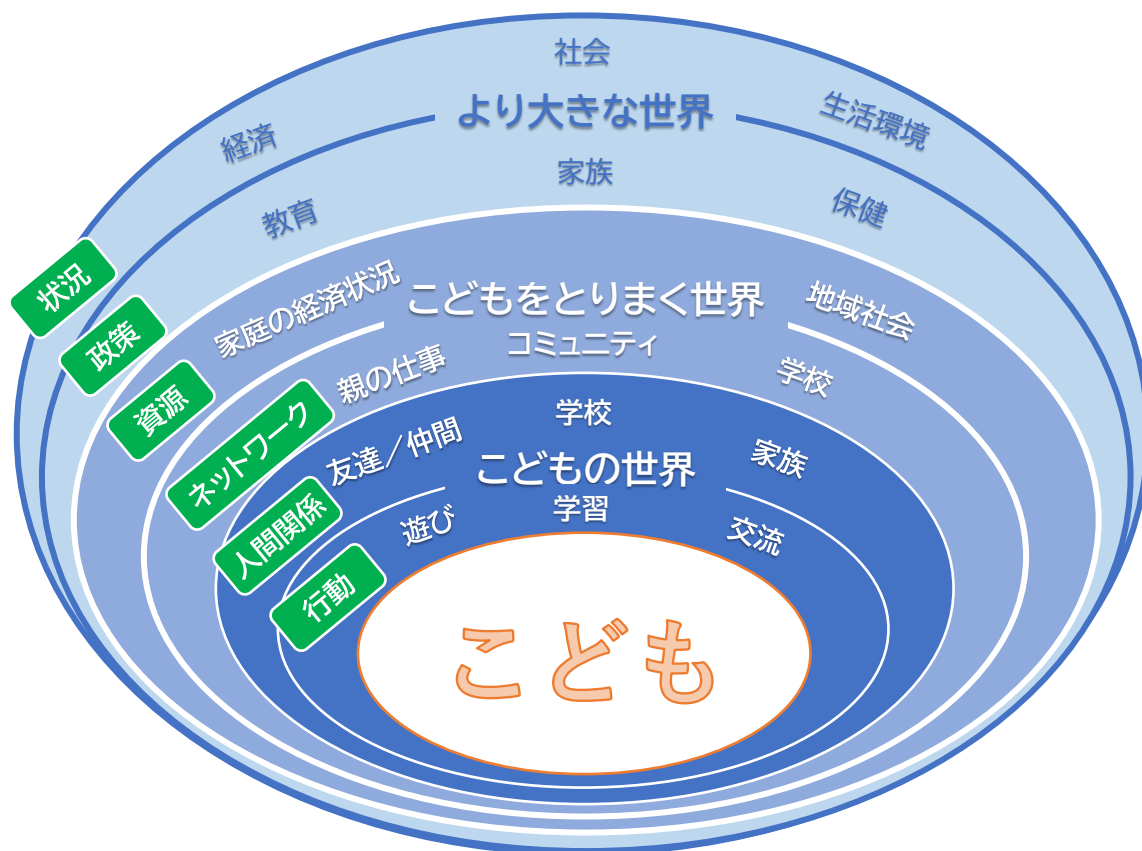 社会
より大きな世界
経済
生活環境
家族
教育
保健
状況
政策
資源
ネットワーク
人間関係
行動
こどもをとりまく世界
家庭の経済状況
地域社会
コミュニティ
親の仕事
学校
学校
友達／仲間
家族
こどもの世界
学習
遊び
交流
こども